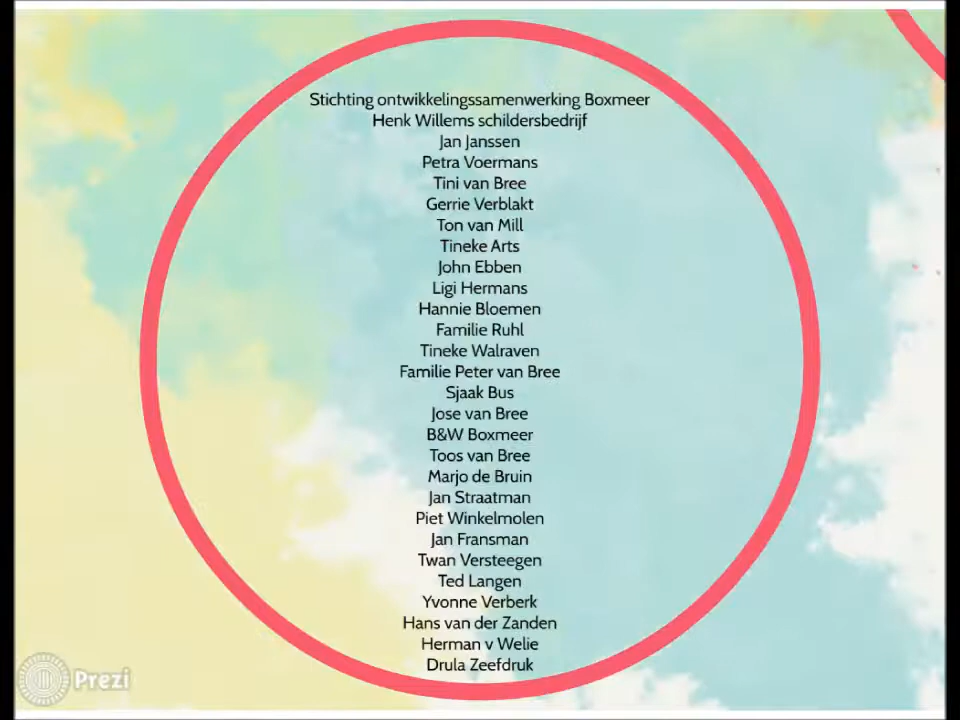 Stichting ontwikkelingssamenwerking Boxmeer
Henk Willems schildersbedrijf
Jan Janssen
Petra Voermans
Tini van Bree
Gerrie Verblakt
Ton van Mill
Tineke Arts
John Ebben
Ligi Hermans
Hannie Bloemen
Familie Ruhl
Tineke Walraven
Familie Peter van Bree
Sjaak Bus
Jose van Bree
B&W Boxmeer
Toos van Bree
Marjo de Bruin
Jan Straatman
Piet Winkelmolen
Jan Fransman
Twan Versteegen
Ted Langen
Yvonne Verberk
Hans van der Zanden
Herman v Welie
Drula Zeefdruk
Prezi